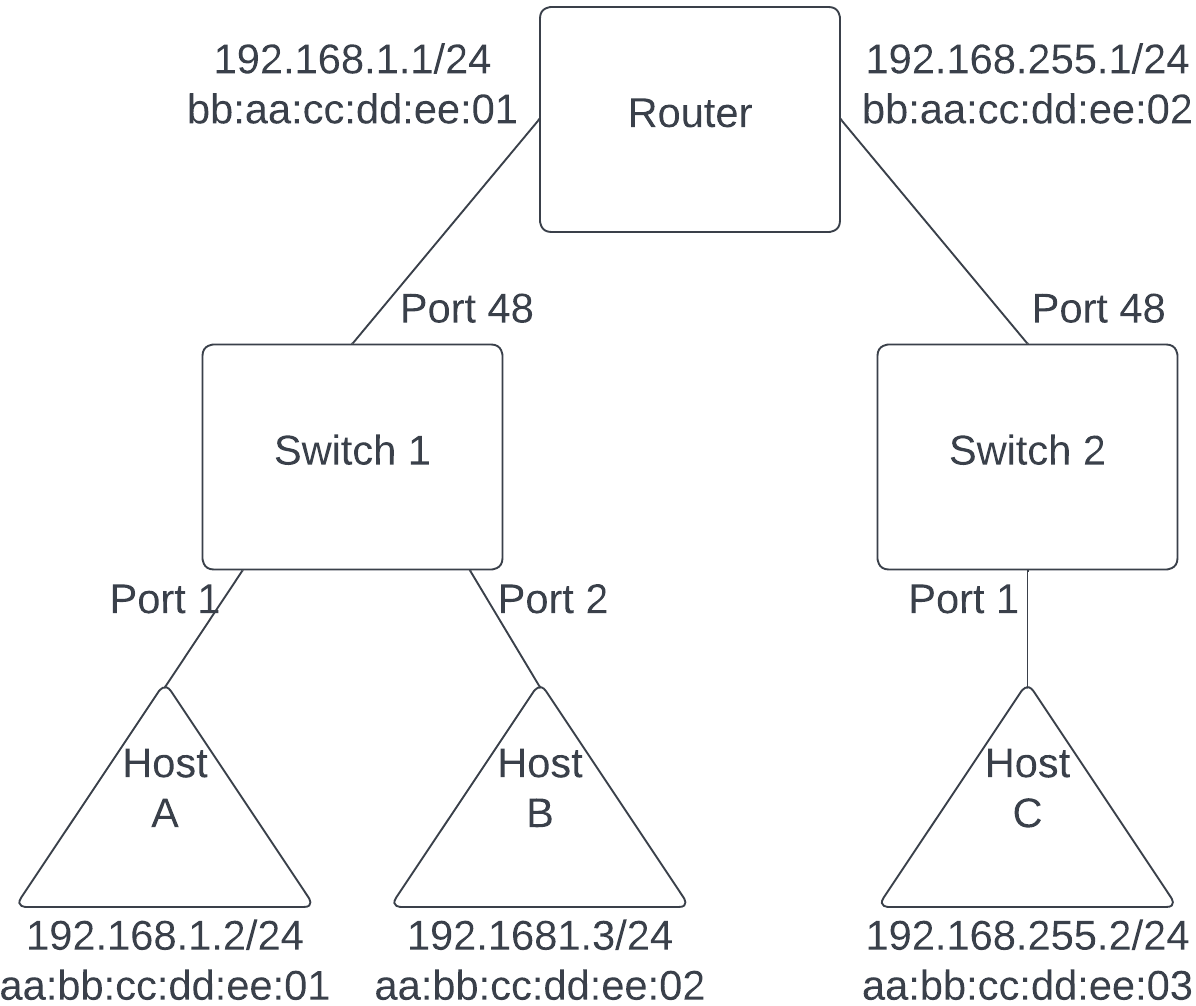 192.168.1.1/24
bb:aa:cc:dd:ee:01
Router
192.168.255.1/24
bb:aa:cc:dd:ee:02
Port 48
Port 48
Switch 1
Switch 2
Port 1
Port 2
Port 1
Host
A
Host
B
Host
C
192.168.1.2/24
aa:bb:cc:dd:ee:01
192.1681.3/24
aa:bb:cc:dd:ee:02
192.168.255.2/24
aa:bb:cc:dd:ee:03